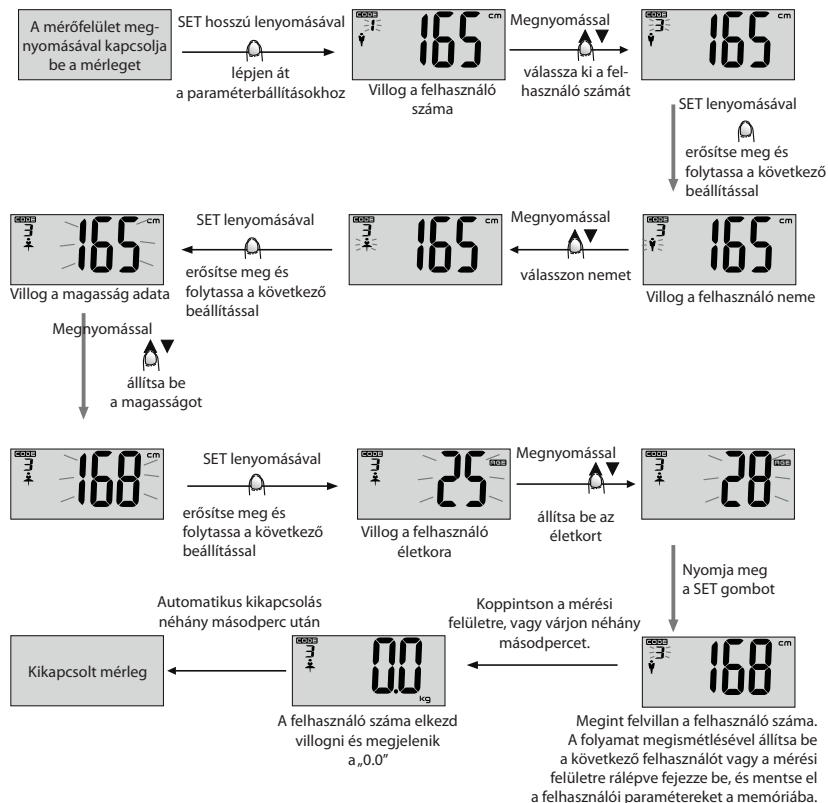 A mérőfelület meg-
nyomásával kapcsolja
be a mérleget
SET hosszú lenyomásával
lépjen át
a paraméterbállításokhoz
CODE
1
165 cm
Villog a felhasználó
száma
Megnyomással
válassza ki a fel-
használó számát
CODE
3
165 cm
SET lenyomásával
erősítse meg és
folytassa a következő
beállítással
CODE
3
165 cm
Villog a felhasználó neme
Megnyomással
válasszon nemet
CODE
3
165 cm
SET lenyomásával
erősítse meg és
folytassa a következő
beállítással
CODE
3
165 cm
Villog a magasság adata
Megnyomással
állítsa be
a magasságot
CODE
3
168 cm
SET lenyomásával
erősítse meg és
folytassa a következő
beállítással
CODE
3
25 AGE
Villog a felhasználó
életkora
Megnyomással
állítsa be az
életkort
CODE
3
28 AGE
Nyomja meg
a SET gombot
CODE
3
168 cm
Megint felvillan a felhasználó száma.
A folyamat megismétlésével állítsa be
a következő felhasználót vagy a mérési
felületre rálépve fejezze be, és mentse el
a felhasználói paramétereket a memóriába.
Koppintson a mérési
felületre, vagy várjon néhány
másodpercet.
CODE
3
0.0 kg
A felhasználó száma elkezd
villogni és megjelenik
a „0.0”
Automatikus kikapcsolás
néhány másodperc után
Kikapcsolt mérleg